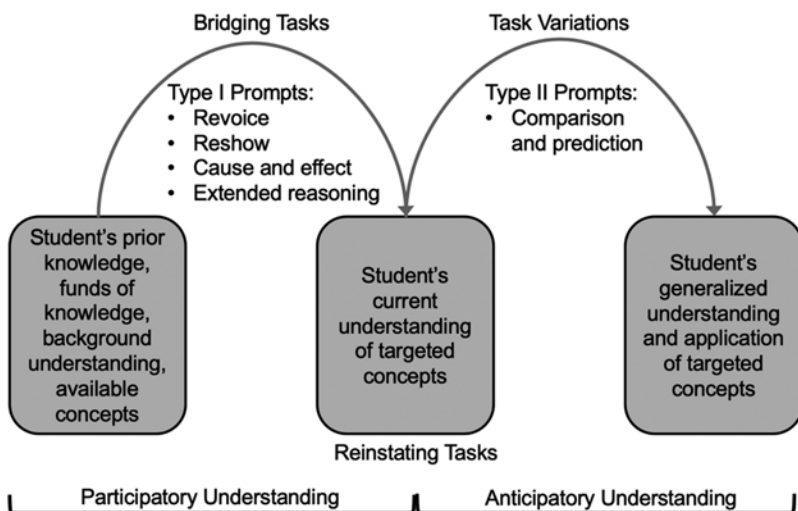 Bridging Tasks
Task Variations
Type I Prompts:
• Revoice
• Reshow
• Cause and effect
• Extended reasoning
Type II Prompts:
• Comparison
and prediction
Student's prior
knowledge,
funds of
knowledge,
background
understanding,
available
concepts
Student's
current
understanding
of targeted
concepts
Student's
generalized
understanding
and application
of targeted
concepts
Reinstating Tasks
Participatory Understanding
Anticipatory Understanding